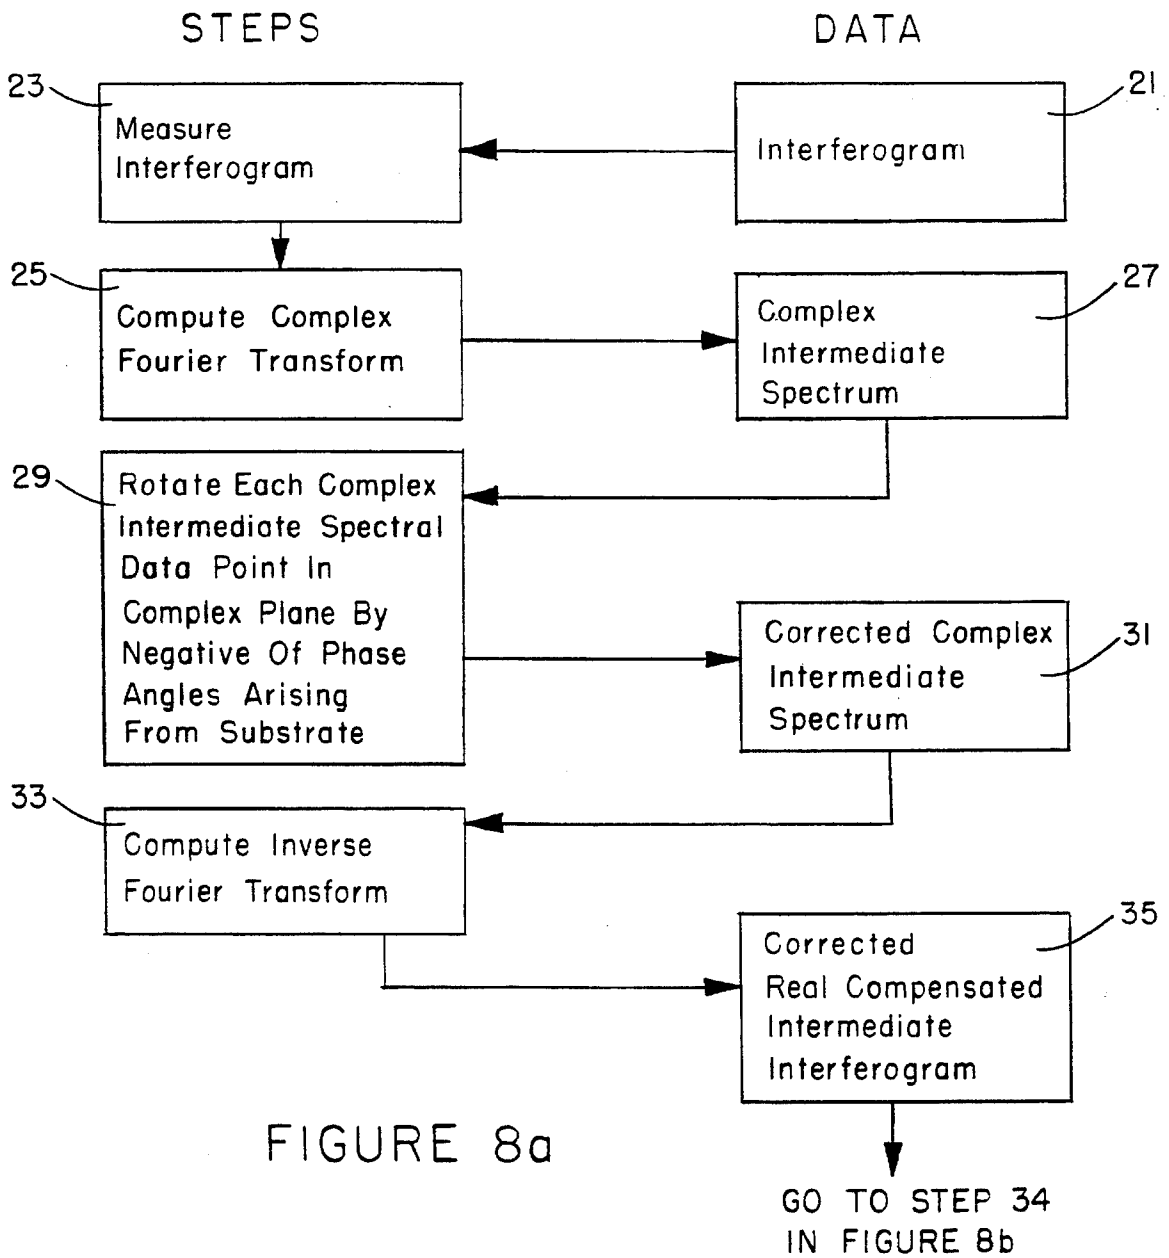 STEPS
DATA
23
21
Measure
Interferogram
Interferogram
25
27
Compute Complex
Fourier Transform
Complex
Intermediate
Spectrum
29
Rotate Each Complex
Intermediate Spectral
Data Point In
Complex Plane By
Negative Of Phase
Angles Arising
From Substrate
31
Corrected Complex
Intermediate
Spectrum
33
Compute Inverse
Fourier Transform
35
Corrected
Real Compensated
Intermediate
Interferogram
FIGURE 8a
GO TO STEP 34
IN FIGURE 8b